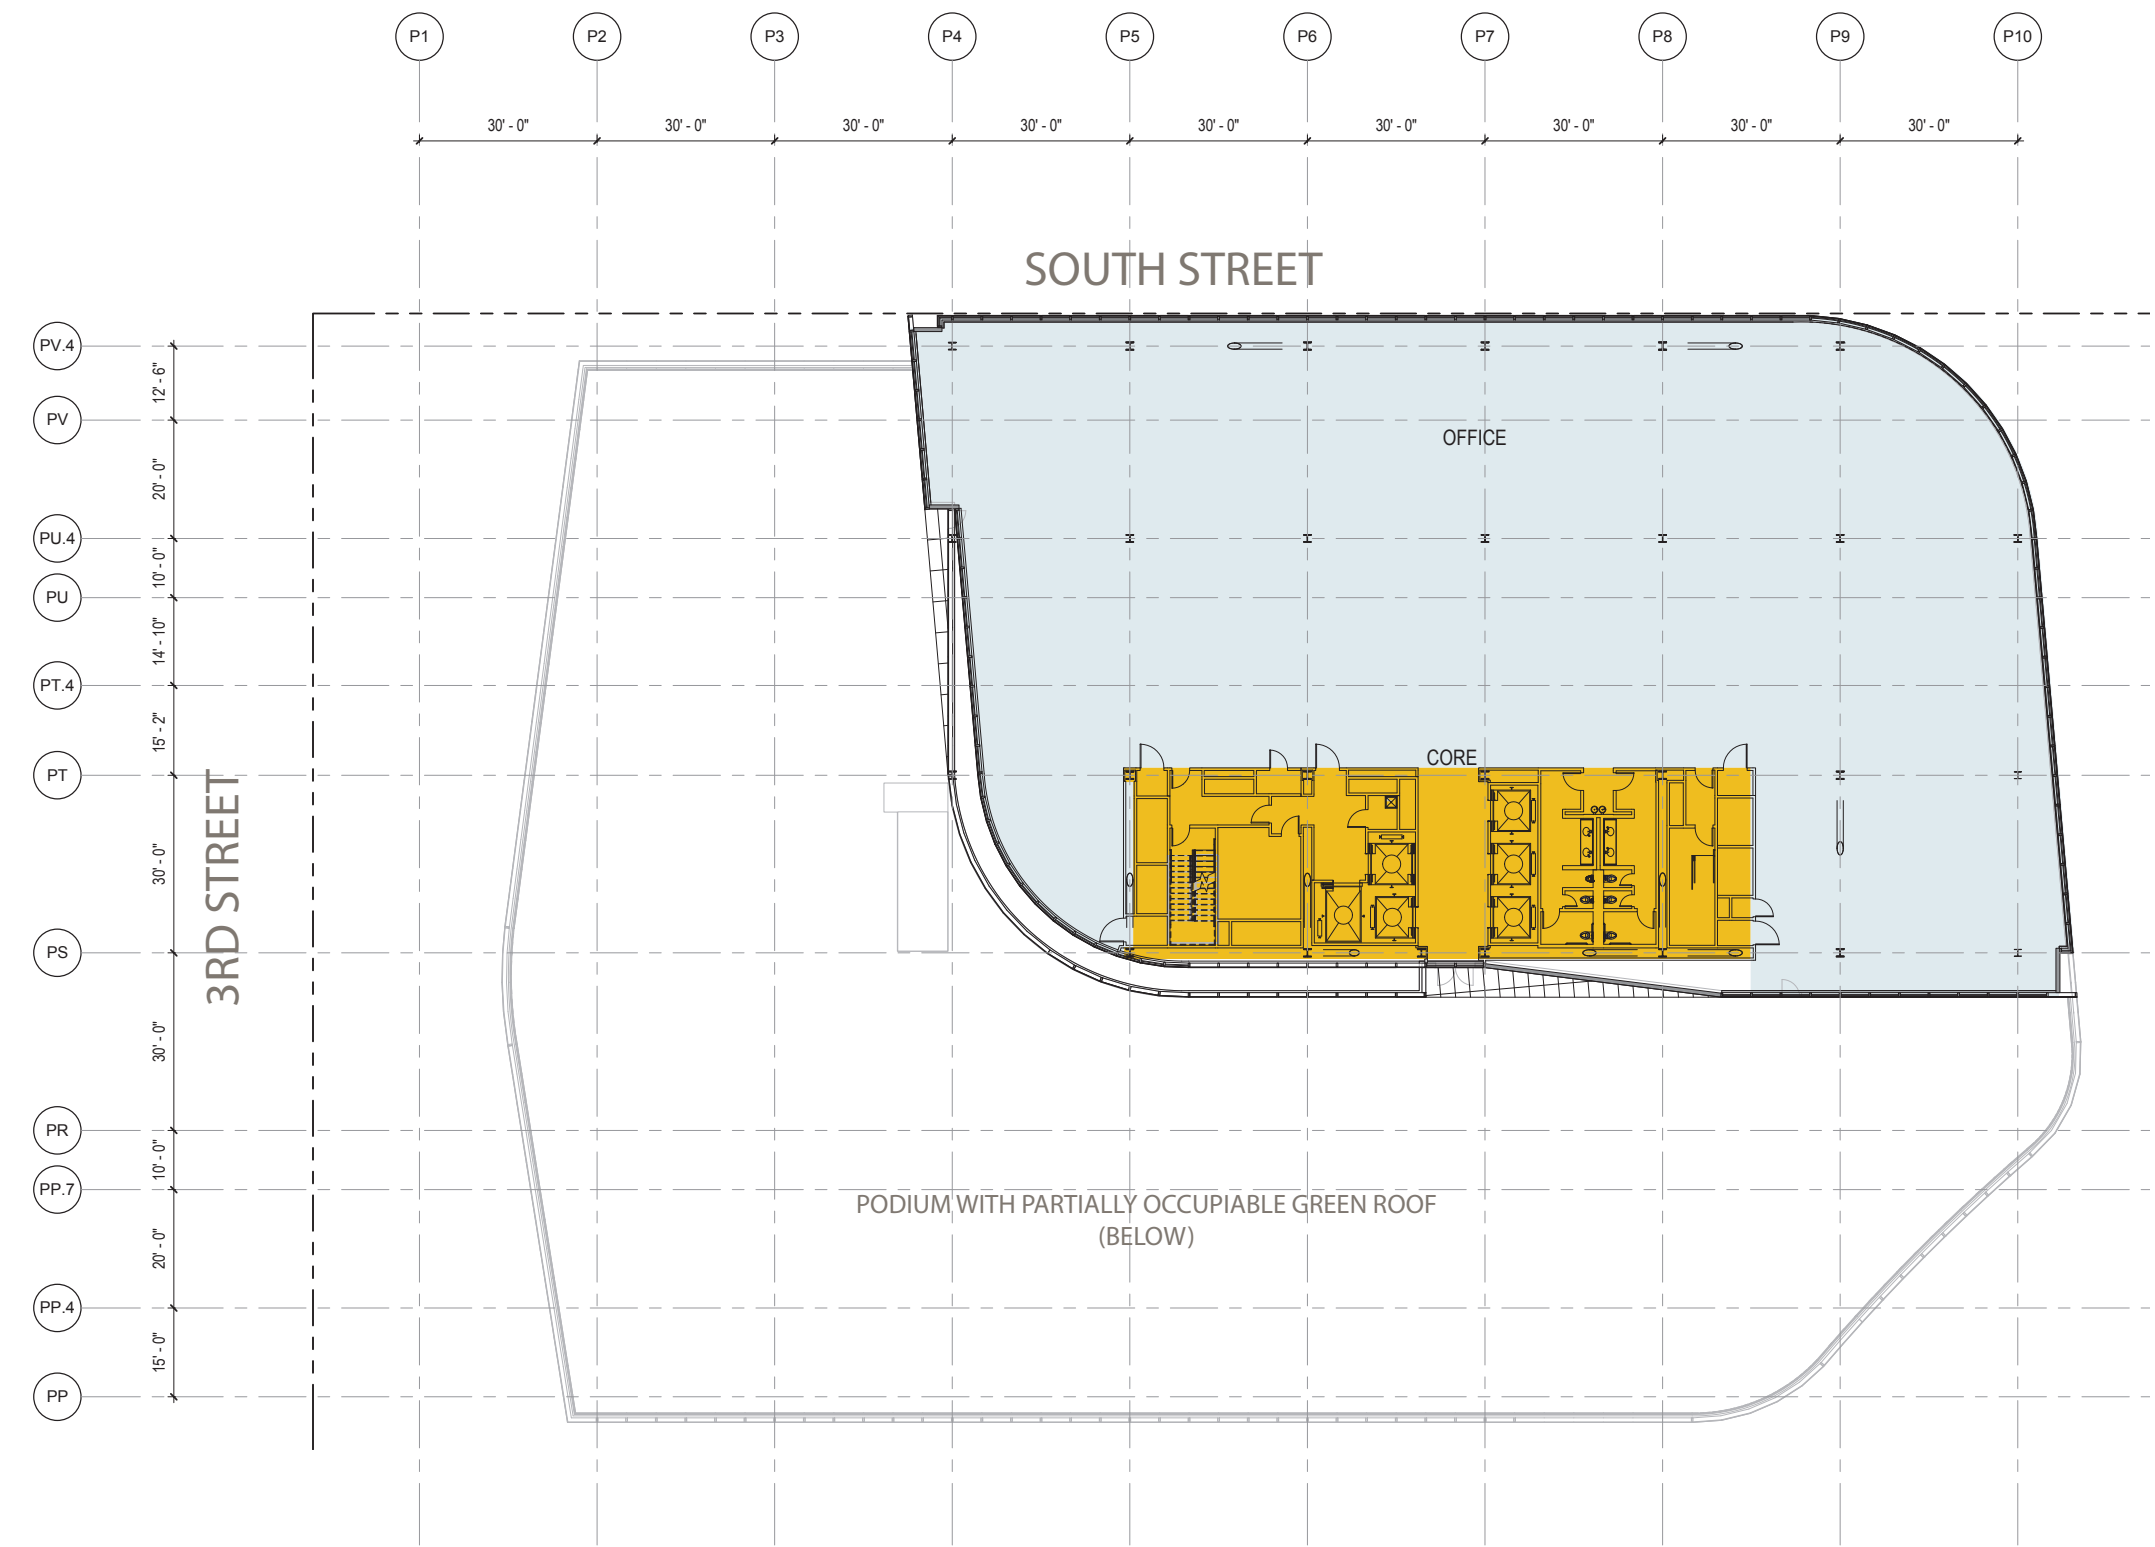 P1 P2 P3 P4 P5 P6 P7 P8 P9 P10
30' - 0" 30' - 0" 30' - 0" 30' - 0" 30' - 0" 30' - 0" 30' - 0" 30' - 0" 30' - 0"
SOUTH STREET
PV.4
12' - 6"
PV
OFFICE
20' - 0"
PU.4
10' - 0"
PU
14' - 10"
PT.4
15' - 2"
CORE
PT
30' - 0"
3RD STREET
PS
30' - 0"
PR
10' - 0"
PP.7
PODIUM WITH PARTIALLY OCCUPIABLE GREEN ROOF
(BELOW)
20' - 0"
PP.4
15' - 0"
PP